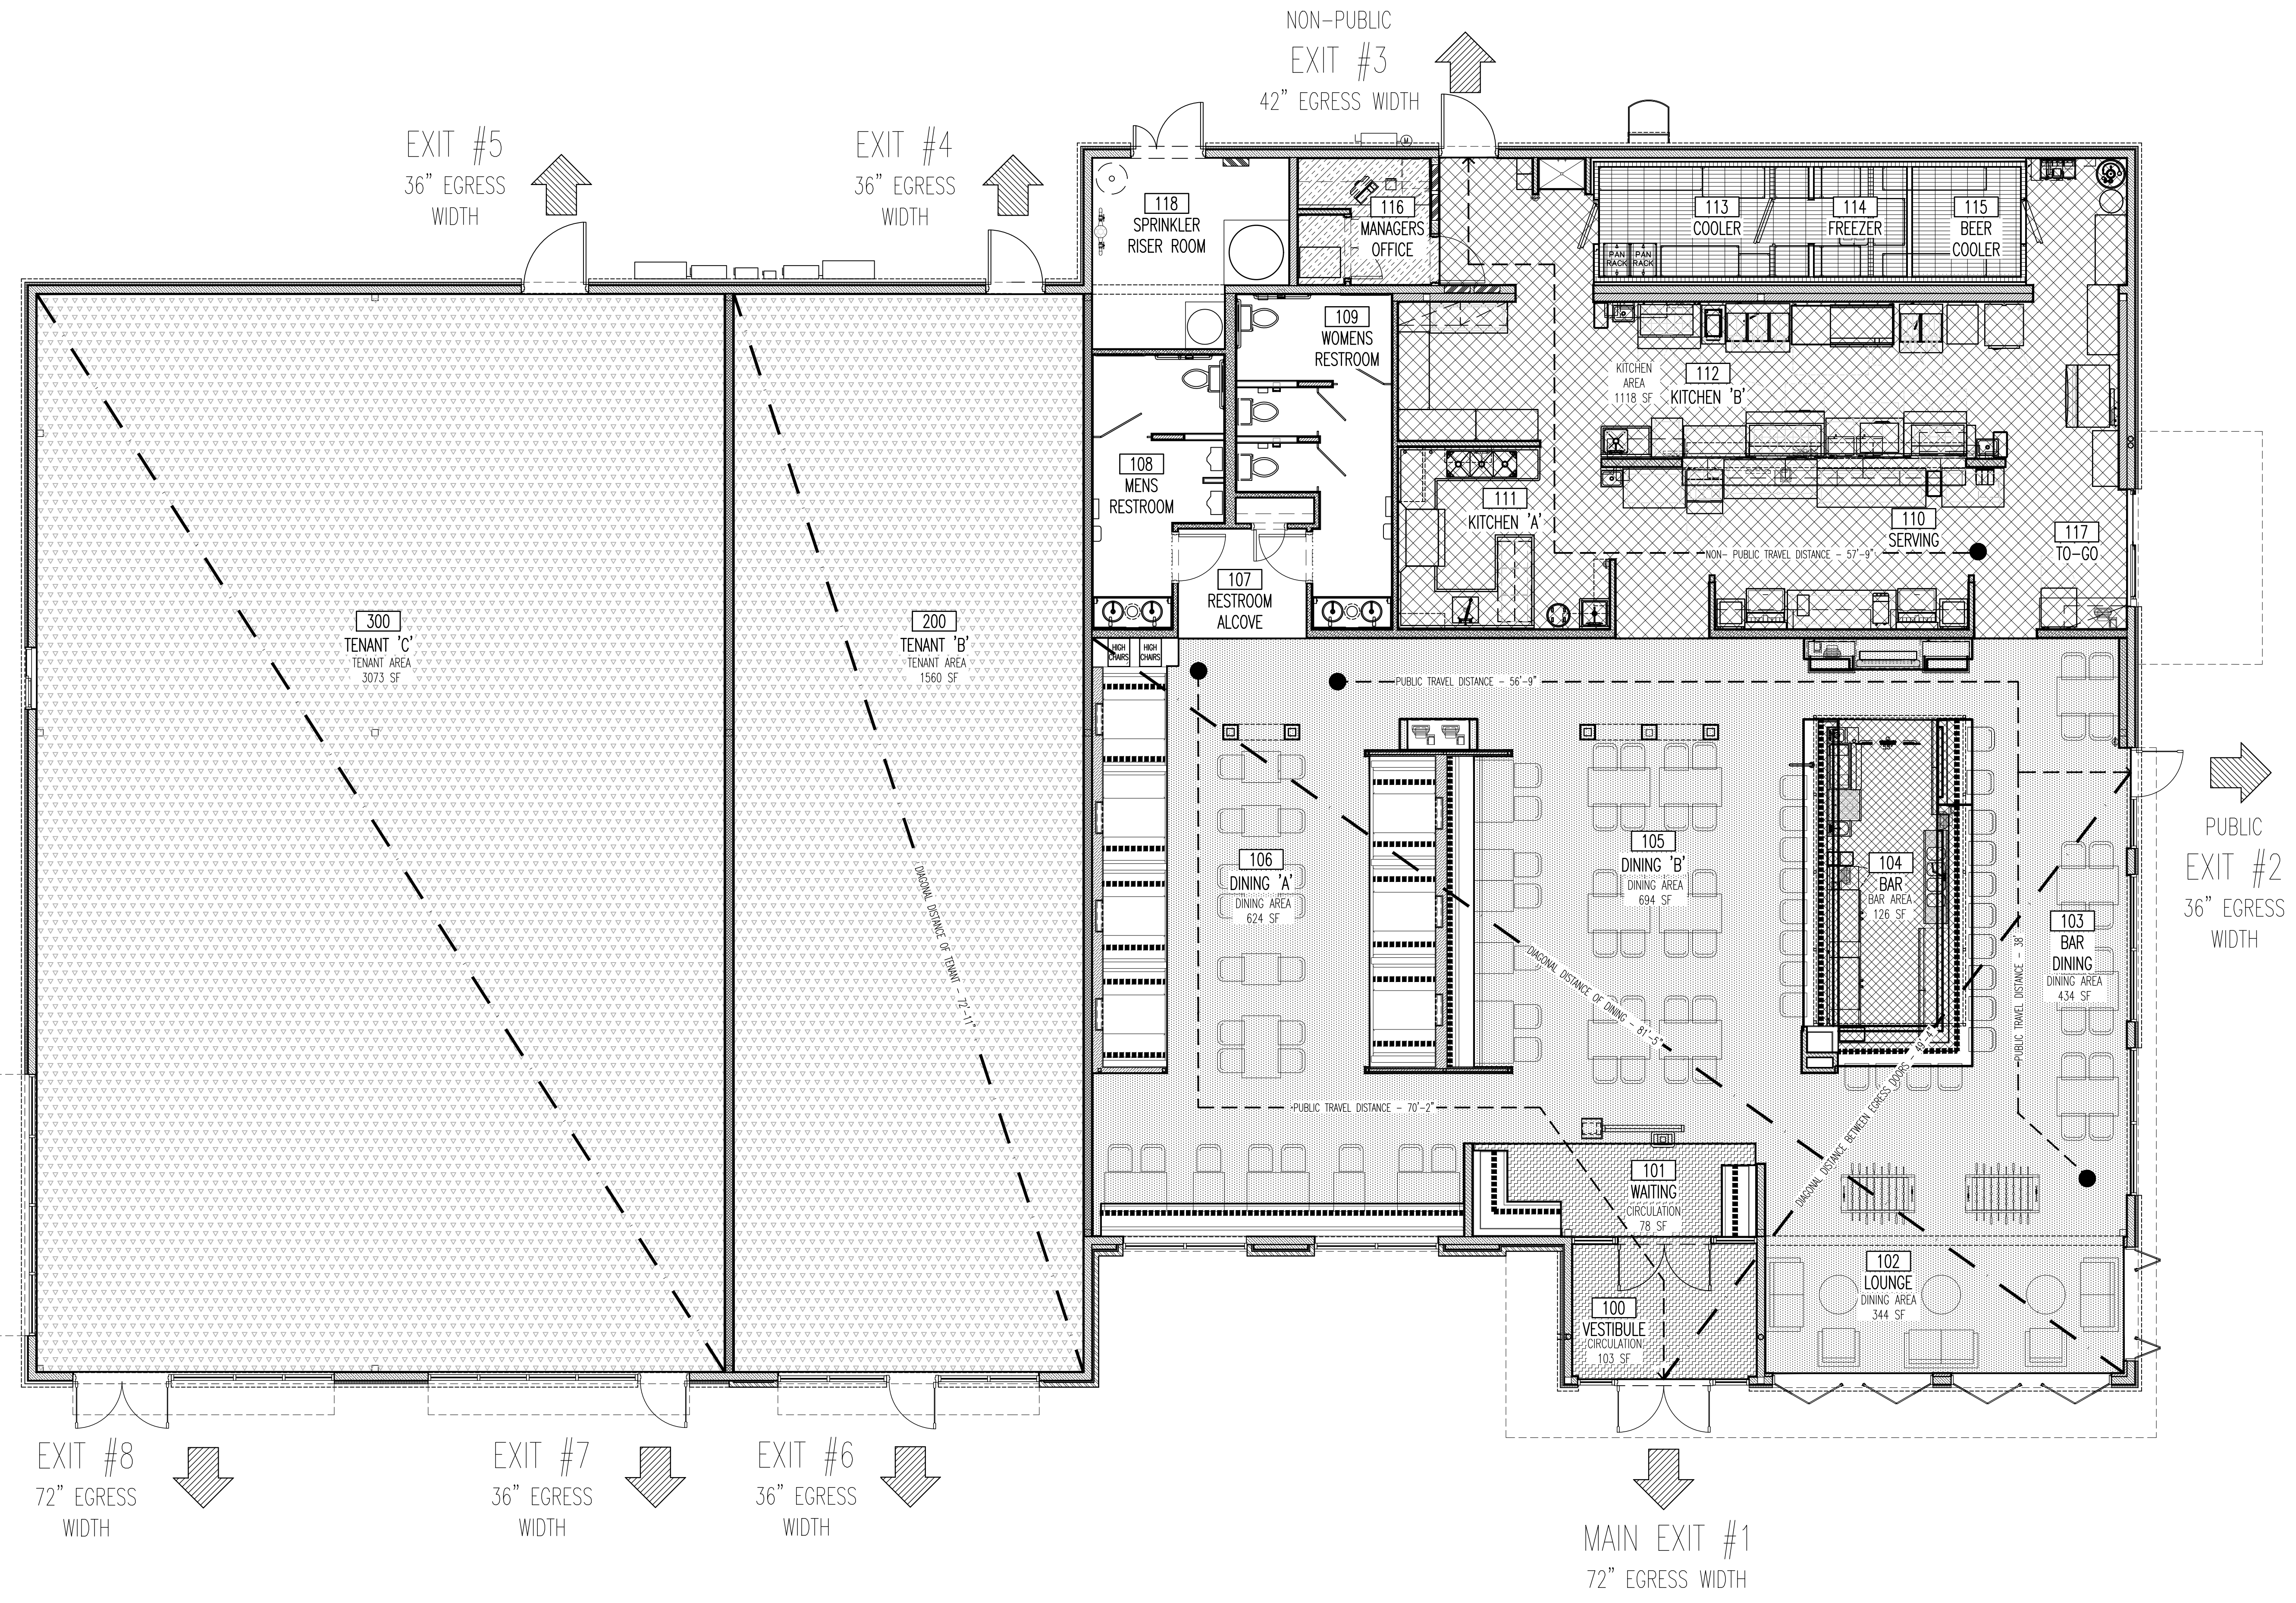 NON-PUBLIC
EXIT #3
42" EGRESS WIDTH
EXIT #5
36" EGRESS
WIDTH
EXIT #4
36" EGRESS
WIDTH
M
118
SPRINKLER
RISER ROOM
116
MANAGERS
OFFICE
113
COOLER
114
FREEZER
115
BEER
COOLER
PAN
RACK
PAN
RACK
109
WOMENS
RESTROOM
KITCHEN
AREA
1118 SF
112
KITCHEN 'B'
108
MENS
RESTROOM
111
KITCHEN 'A'
110
SERVING
117
TO-GO
NON- PUBLIC TRAVEL DISTANCE - 57'-9"
107
RESTROOM
ALCOVE
300
TENANT 'C'
TENANT AREA
3073 SF
200
TENANT 'B'
TENANT AREA
1560 SF
HIGH
CHAIRS
HIGH
CHAIRS
PUBLIC TRAVEL DISTANCE - 56'-9"
106
DINING 'A'
DINING AREA
624 SF
105
DINING 'B'
DINING AREA
694 SF
104
BAR
BAR AREA
126 SF
103
BAR
DINING
DINING AREA
434 SF
PUBLIC
EXIT #2
36" EGRESS
WIDTH
DIAGONAL DISTANCE OF TENANT - 72'-11"
DIAGONAL DISTANCE OF DINING - 81'-5"
PUBLIC TRAVEL DISTANCE - 38'
DIAGONAL DISTANCE BETWEEN EGRESS DOORS - 49'-4"
PUBLIC TRAVEL DISTANCE - 70'-2"
101
WAITING
CIRCULATION
78 SF
102
LOUNGE
DINING AREA
344 SF
100
VESTIBULE
CIRCULATION
103 SF
EXIT #8
72" EGRESS
WIDTH
EXIT #7
36" EGRESS
WIDTH
EXIT #6
36" EGRESS
WIDTH
MAIN EXIT #1
72" EGRESS WIDTH